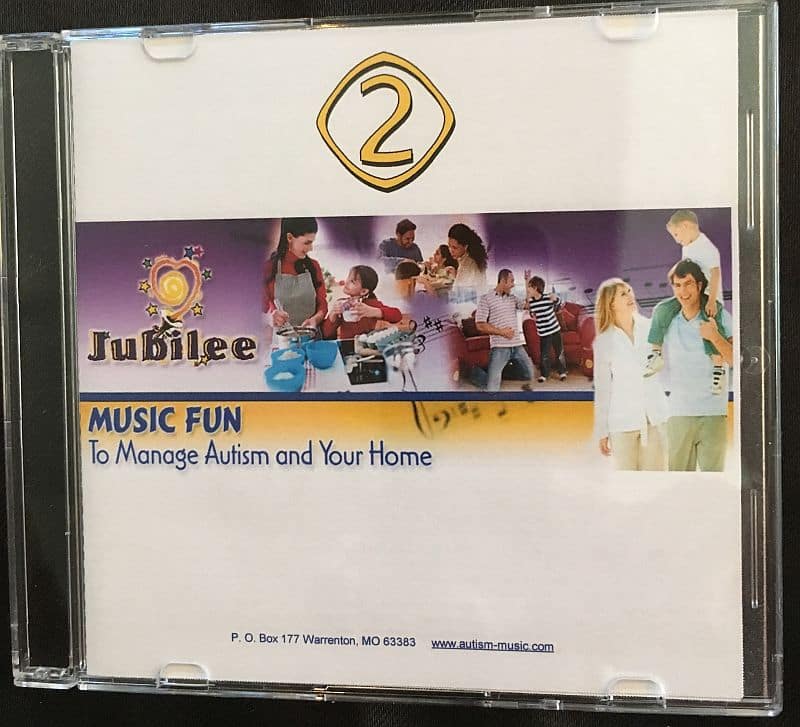 2
Jubilee
MUSIC FUN
To Manage Autism and Your Home
P. O. Box 177 Warrenton, MO 63383 www.autism-music.com